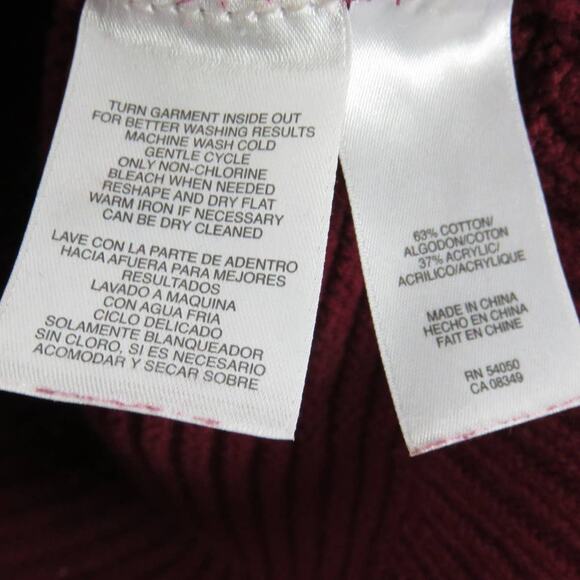 TURN GARMENT INSIDE OUT
FOR BETTER WASHING RESULTS
MACHINE WASH COLD
GENTLE CYCLE
ONLY NON-CHLORINE
BLEACH WHEN NEEDED
RESHAPE AND DRY FLAT
WARM IRON IF NECESSARY
CAN BE DRY CLEANED
LAVE CON LA PARTE DE ADENTRO
HACIA AFUERA PARA MEJORES
RESULTADOS
LAVADO A MAQUINA
CON AGUA FRIA
CICLO DELICADO
SOLAMENTE BLANQUEADOR
SIN CLORO, SI ES NECESARIO
ACOMODAR Y SECAR SOBRE
63% COTTON/
ALGODON/COTON
37% ACRYLIC/
ACRILICO/ACRYLIQUE
MADE IN CHINA
HECHO EN CHINA
FAIT EN CHINE
RN 54050
CA 08349